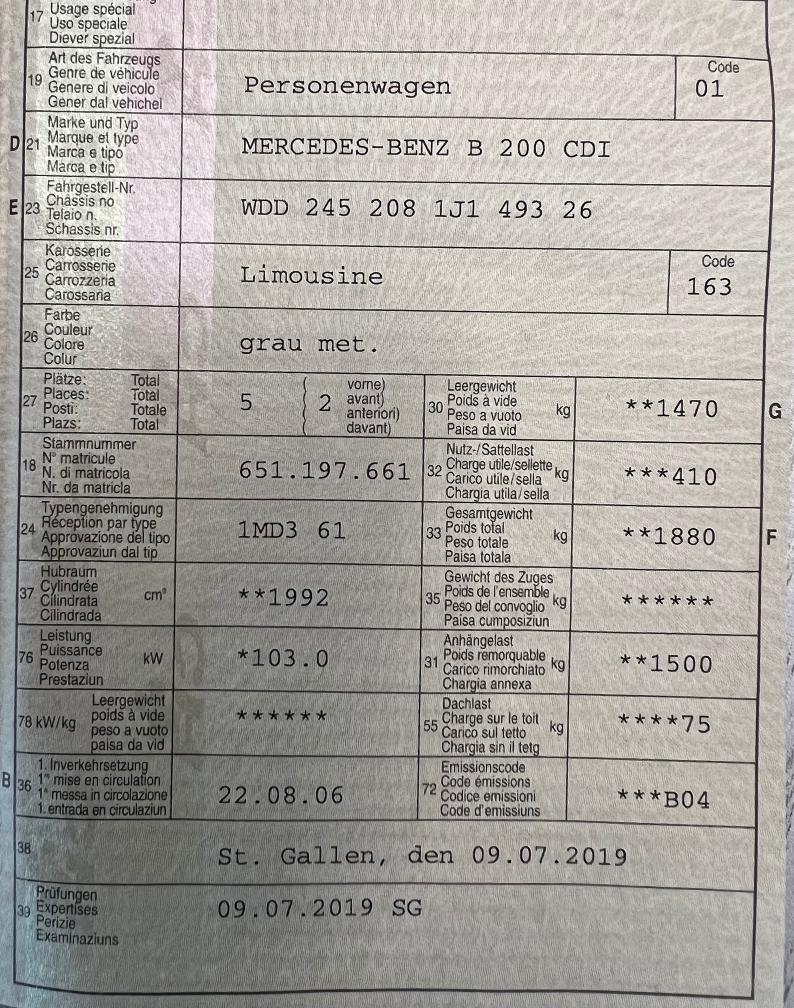 17 Usage spécial
Uso speciale
Diever spezial
19 Art des Fahrzeugs
Genre de véhicule
Genere di veicolo
Gener dal vehichel
Personenwagen
Code
01
D 21 Marke und Typ
Marque et type
Marca e tipo
Marca e tip
MERCEDES-BENZ B 200 CDI
E 23 Fahrgestell-Nr.
Châssis no
Telaio n.
Schassis nr.
WDD 245 208 1J1 493 26
25 Karosserie
Carrosserie
Carrozzeria
Carossaria
Limousine
Code
163
26 Farbe
Couleur
Colore
Colur
grau met.
27 Plätze: Total
Places: Total
Posti: Totale
Plazs: Total
5 ( 2 vorne)
avant)
anteriori)
davant)
30 Leergewicht
Poids à vide
Peso a vuoto
Paisa da vid
kg
**1470
G
18 Stammnummer
N° matricule
N. di matricola
Nr. da matricla
651.197.661
32 Nutz-/Sattellast
Charge utile/sellette
Carico utile/sella
Chargia utila/sella
kg
***410
24 Typengenehmigung
Réception par type
Approvazione del tipo
Approvaziun dal tip
1MD3 61
33 Gesamtgewicht
Poids total
Peso totale
Paisa totala
kg
**1880
F
37 Hubraum
Cylindrée
Cilindrata
Cilindrada
cm³
**1992
35 Gewicht des Zuges
Poids de l'ensemble
Peso del convoglio
Paisa cumposiziun
kg
******
76 Leistung
Puissance
Potenza
Prestaziun
kW
*103.0
31 Anhängelast
Poids remorquable
Carico rimorchiato
Chargia annexa
kg
**1500
78 kW/kg Leergewicht
poids à vide
peso a vuoto
paisa da vid
******
55 Dachlast
Charge sur le toit
Carico sul tetto
Chargia sin il tetg
kg
****75
B 36 1. Inverkehrsetzung
1re mise en circulation
1a messa in circolazione
1. entrada en circulaziun
22.08.06
72 Emissionscode
Code émissions
Codice emissioni
Code d'emissiuns
***B04
38 St. Gallen, den 09.07.2019
39 Prüfungen
Expertises
Perizie
Examinaziuns
09.07.2019 SG